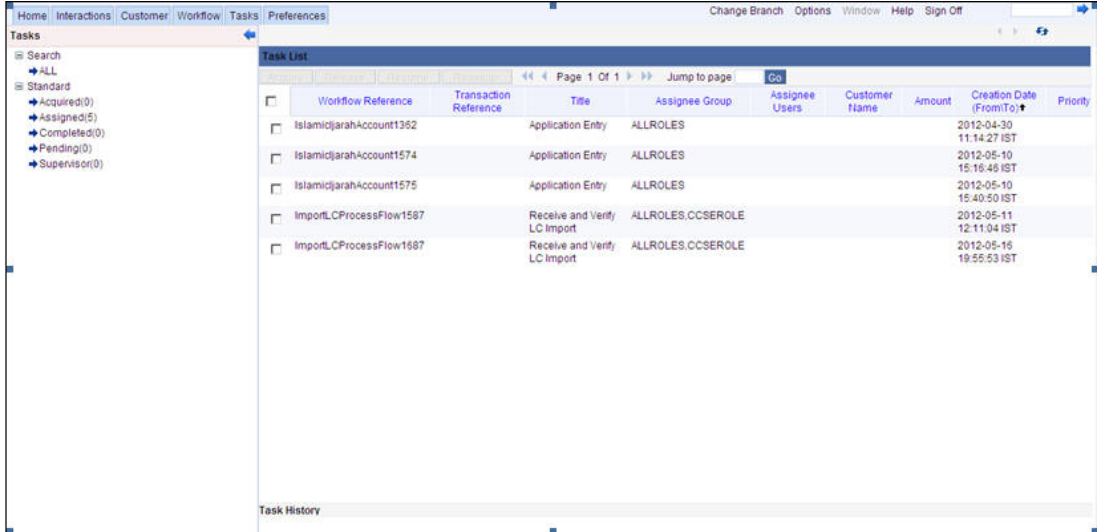 Home Interactions Customer Workflow Tasks Preferences Change Branch Options Window Help Sign Off
Tasks
Search
ALL
Standard
Acquired(0)
Assigned(5)
Completed(0)
Pending(0)
Supervisor(0)
Task List
Acquire Release Resume Reassign Page 1 Of 1 Jump to page Go
Workflow Reference Transaction Reference Title Assignee Group Assignee Users Customer Name Amount Creation Date (From\To) Priority
IslamicIjarahAccount1362 Application Entry ALLROLES 2012-04-30
11:14:27 IST
IslamicIjarahAccount1574 Application Entry ALLROLES 2012-05-10
15:16:46 IST
IslamicIjarahAccount1575 Application Entry ALLROLES 2012-05-10
15:40:50 IST
ImportLCProcessFlow1587 Receive and Verify ALLROLES,CCSEROLE 2012-05-11
LC Import 12:11:04 IST
ImportLCProcessFlow1687 Receive and Verify ALLROLES,CCSEROLE 2012-05-16
LC Import 19:55:53 IST
Task History